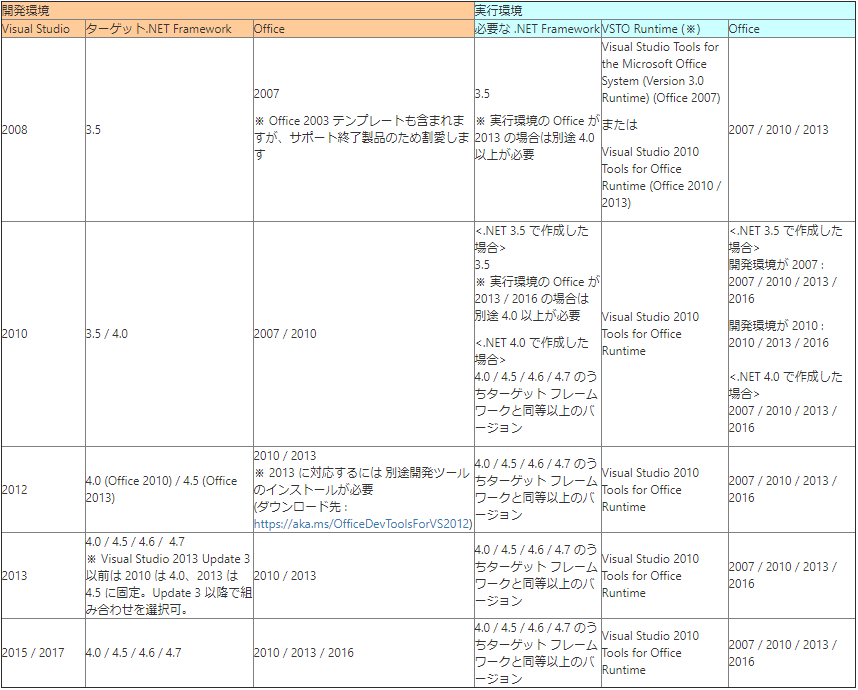 開発環境
実行環境
Visual Studio
ターゲット.NET Framework
Office
必要な .NET Framework
VSTO Runtime (※)
Office
2008
3.5
2007
※ Office 2003 テンプレートも含まれま
すが、サポート終了製品のため割愛しま
す
3.5
※ 実行環境の Office が
2013 の場合は別途 4.0
以上が必要
Visual Studio Tools for
the Microsoft Office
System (Version 3.0
Runtime) (Office 2007)
または
Visual Studio 2010
Tools for Office
Runtime (Office 2010 /
2013)
2007 / 2010 / 2013
2010
3.5 / 4.0
2007 / 2010
<.NET 3.5 で作成した
場合>
3.5
※ 実行環境の Office が
2013 / 2016 の場合は
別途 4.0 以上が必要
<.NET 4.0 で作成した
場合>
4.0 / 4.5 / 4.6 / 4.7 のう
ちターゲット フレーム
ワークと同等以上のバ
ージョン
Visual Studio 2010
Tools for Office
Runtime
<.NET 3.5 で作成した
場合>
開発環境が 2007 :
2007 / 2010 / 2013 /
2016
開発環境が 2010 :
2010 / 2013 / 2016
<.NET 4.0 で作成した
場合>
2007 / 2010 / 2013 /
2016
2012
4.0 (Office 2010) / 4.5 (Office
2013)
2010 / 2013
※ 2013 に対応するには 別途開発ツール
のインストールが必要
(ダウンロード先 :
https://aka.ms/OfficeDevToolsForVS2012)
4.0 / 4.5 / 4.6 / 4.7 のう
ちターゲット フレーム
ワークと同等以上のバ
ージョン
Visual Studio 2010
Tools for Office
Runtime
2007 / 2010 / 2013 /
2016
2013
4.0 / 4.5 / 4.6 / 4.7
※ Visual Studio 2013 Update 3
以前は 2010 は 4.0、2013 は
4.5 に固定。Update 3 以降で組
み合わせを選択可。
2010 / 2013
4.0 / 4.5 / 4.6 / 4.7 のう
ちターゲット フレーム
ワークと同等以上のバ
ージョン
Visual Studio 2010
Tools for Office
Runtime
2007 / 2010 / 2013 /
2016
2015 / 2017
4.0 / 4.5 / 4.6 / 4.7
2010 / 2013 / 2016
4.0 / 4.5 / 4.6 / 4.7 のう
ちターゲット フレーム
ワークと同等以上のバ
ージョン
Visual Studio 2010
Tools for Office
Runtime
2007 / 2010 / 2013 /
2016